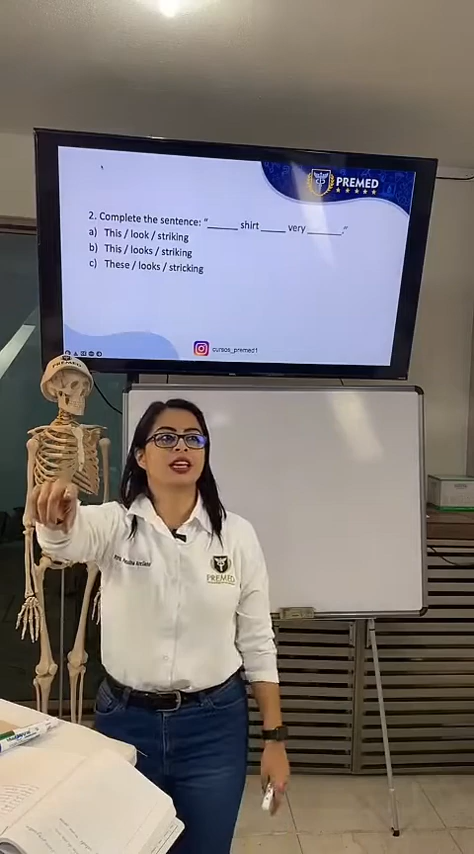 PREMED
2. Complete the sentence: “______ shirt _____ very _______.”
a) This / look / striking
b) This / looks / striking
c) These / looks / stricking
cursos_premed1
PREMED
PREMED